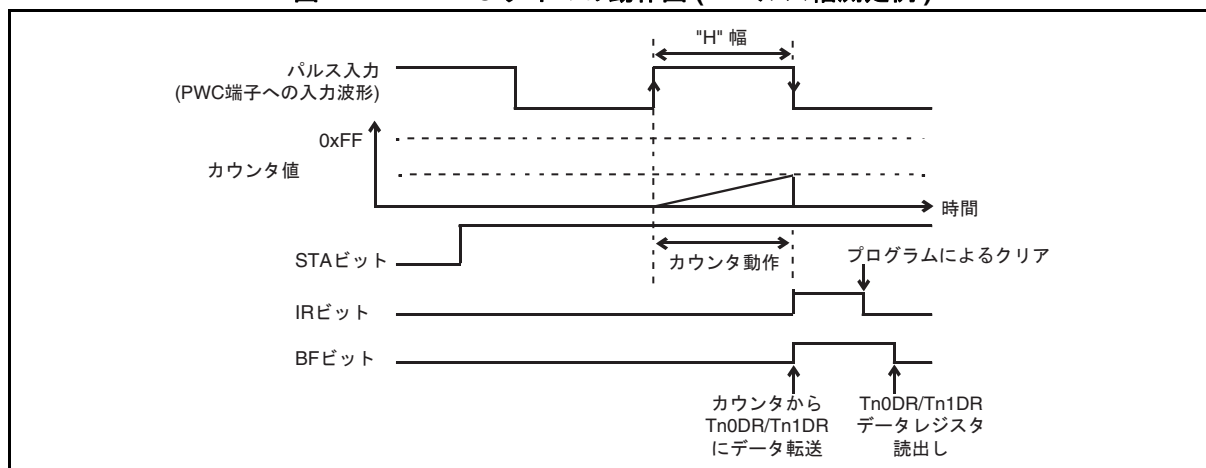 "H" 幅
パルス入力
(PWC端子への入力波形)
0xFF
カウンタ値
時間
STAビット
カウンタ動作
プログラムによるクリア
IRビット
BFビット
カウンタから
Tn0DR/Tn1DR
にデータ転送
Tn0DR/Tn1DR
データレジスタ
読出し